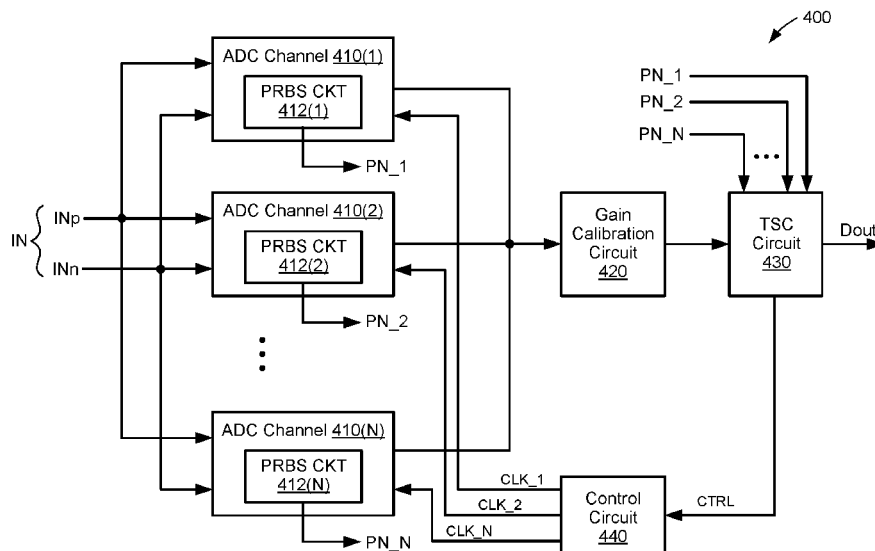 400
ADC Channel 410(1)
PRBS CKT
412(1)
PN_1
PN_1
PN_2
PN_N
•••
IN
INp
INn
ADC Channel 410(2)
PRBS CKT
412(2)
PN_2
Gain
Calibration
Circuit
420
TSC
Circuit
430
Dout
ADC Channel 410(N)
PRBS CKT
412(N)
PN_N
CLK_1
CLK_2
CLK_N
Control
Circuit
440
CTRL